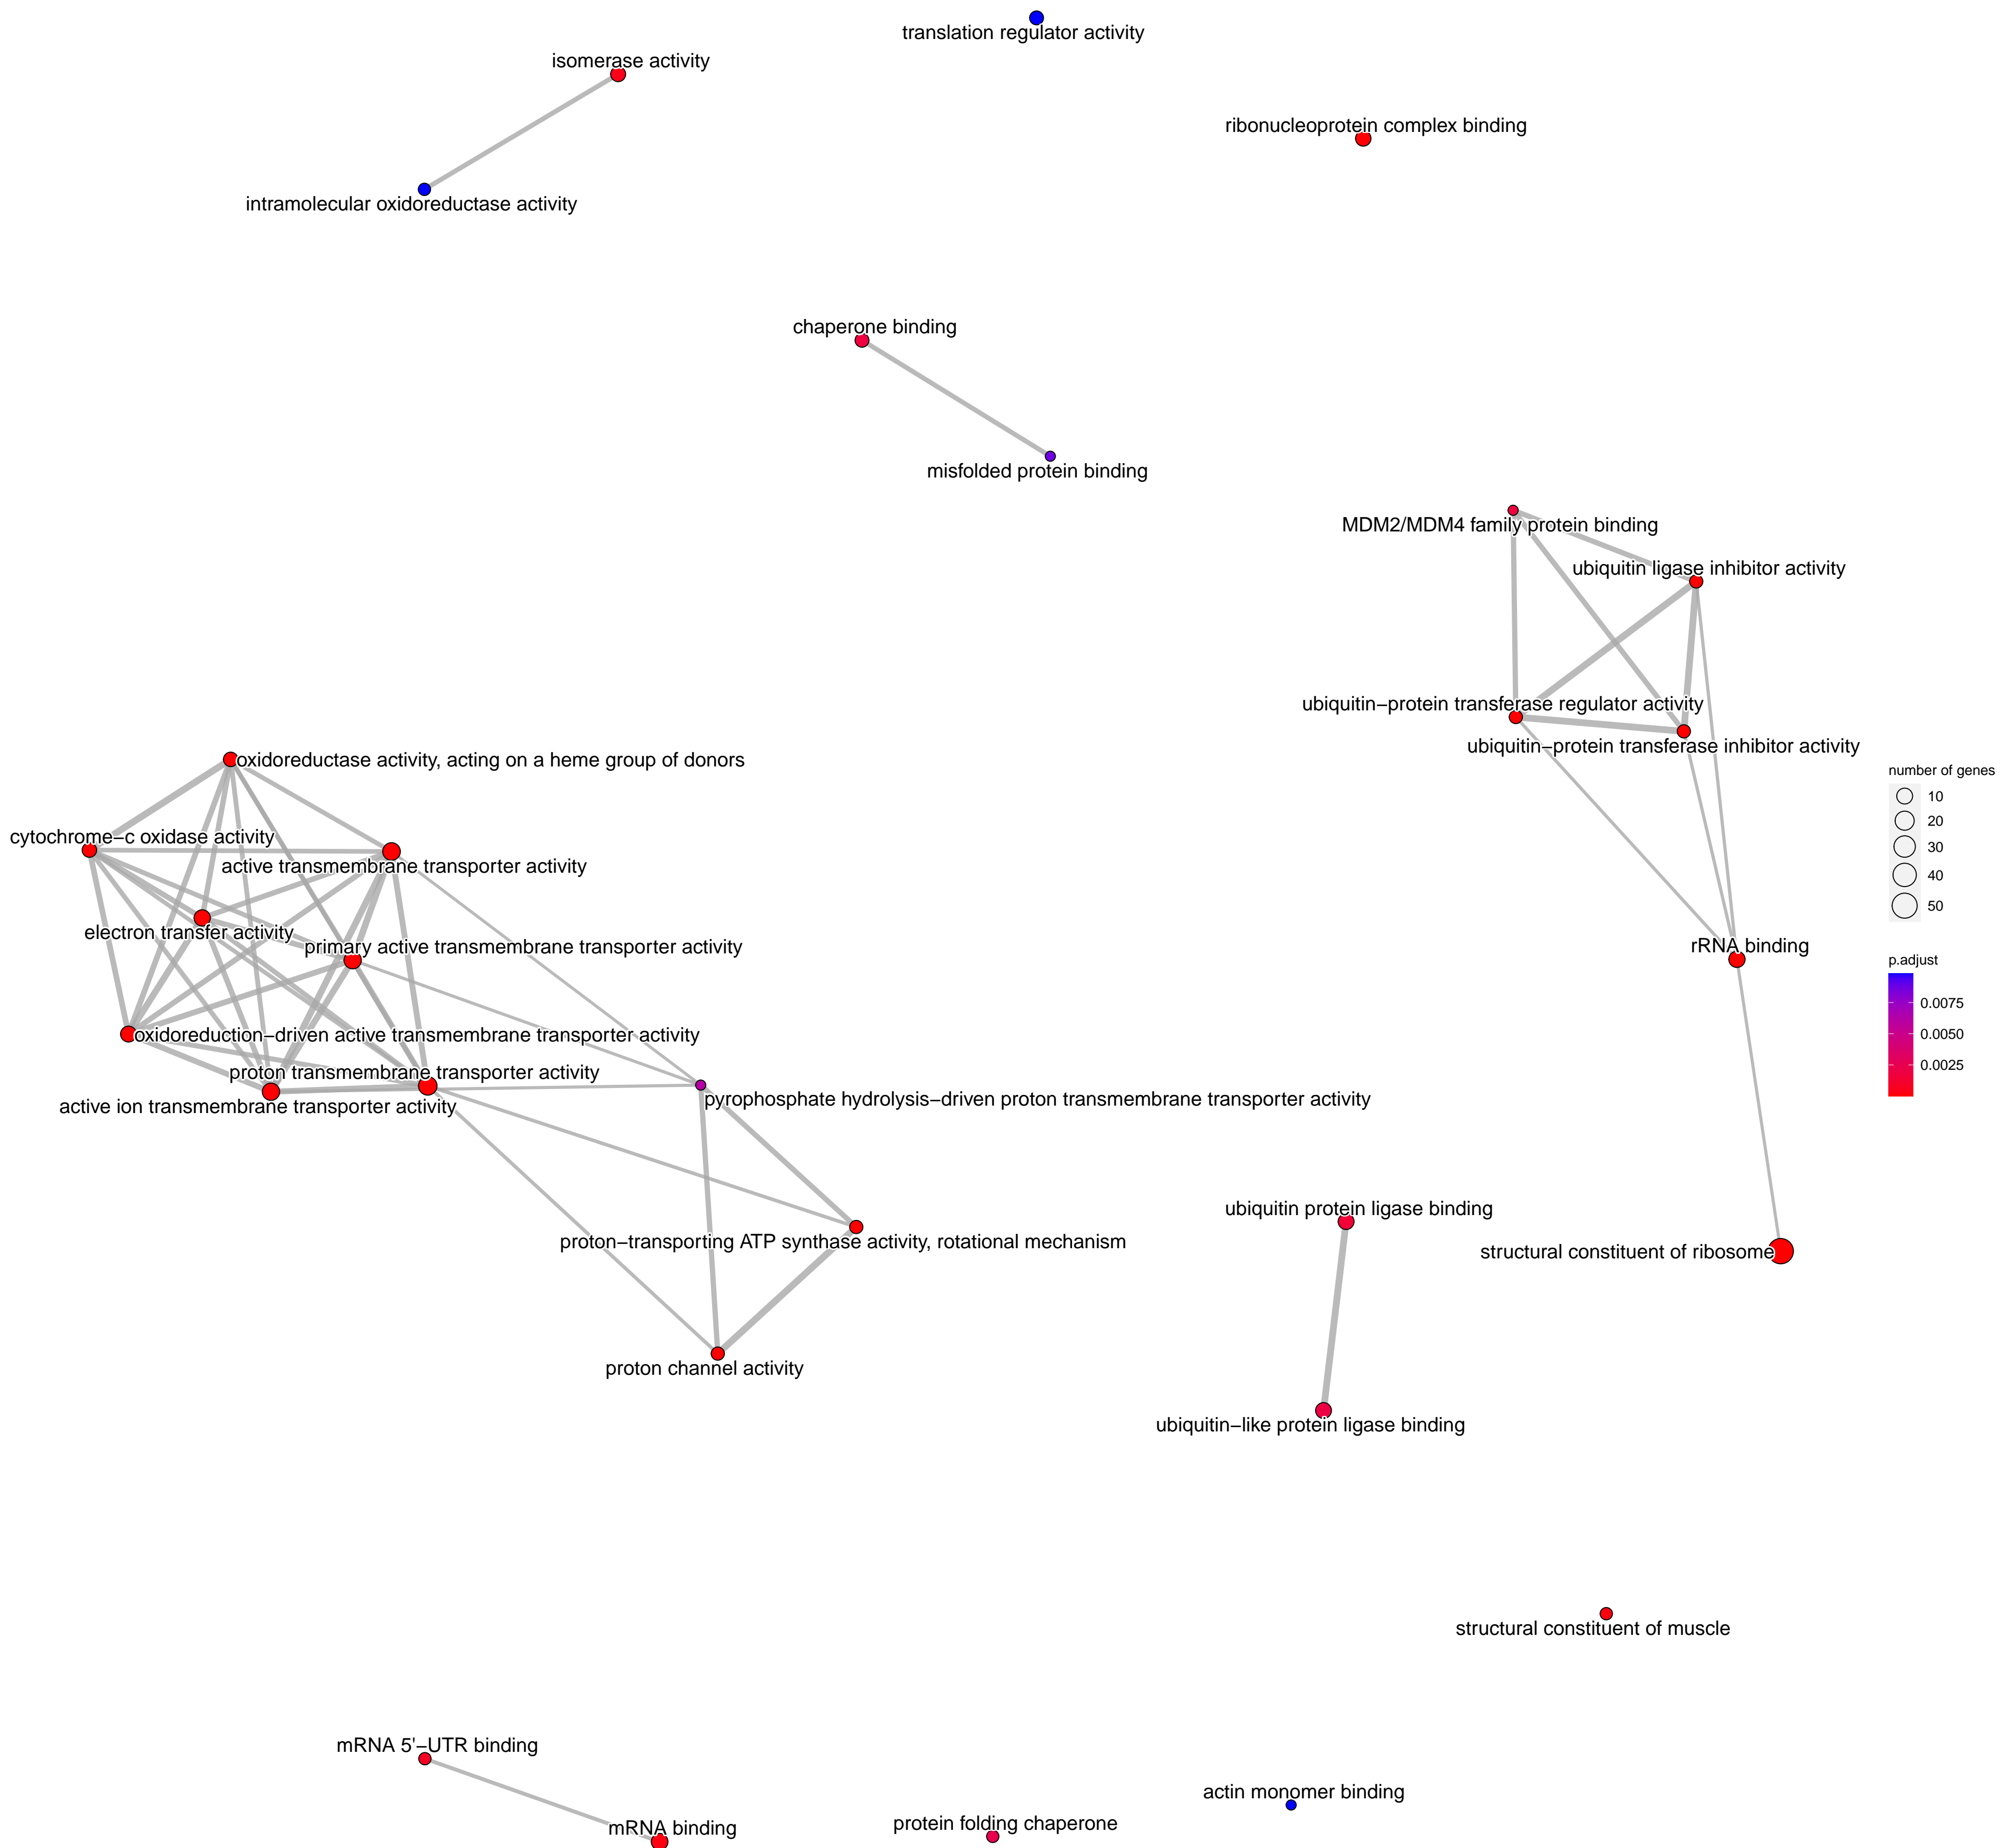 translation regulator activity
isomerase activity
ribonucleoprotein complex binding
intramolecular oxidoreductase activity
chaperone binding
misfolded protein binding
MDM2/MDM4 family protein binding
ubiquitin ligase inhibitor activity
ubiquitin−protein transferase regulator activity
ubiquitin−protein transferase inhibitor activity
oxidoreductase activity, acting on a heme group of donors
cytochrome−c oxidase activity
active transmembrane transporter activity
electron transfer activity
primary active transmembrane transporter activity
rRNA binding
oxidoreduction−driven active transmembrane transporter activity
proton transmembrane transporter activity
active ion transmembrane transporter activity
pyrophosphate hydrolysis−driven proton transmembrane transporter activity
ubiquitin protein ligase binding
proton−transporting ATP synthase activity, rotational mechanism
structural constituent of ribosome
proton channel activity
ubiquitin−like protein ligase binding
structural constituent of muscle
mRNA 5'−UTR binding
actin monomer binding
protein folding chaperone
mRNA binding
number of genes
10
20
30
40
50
p.adjust
0.0075
0.0050
0.0025